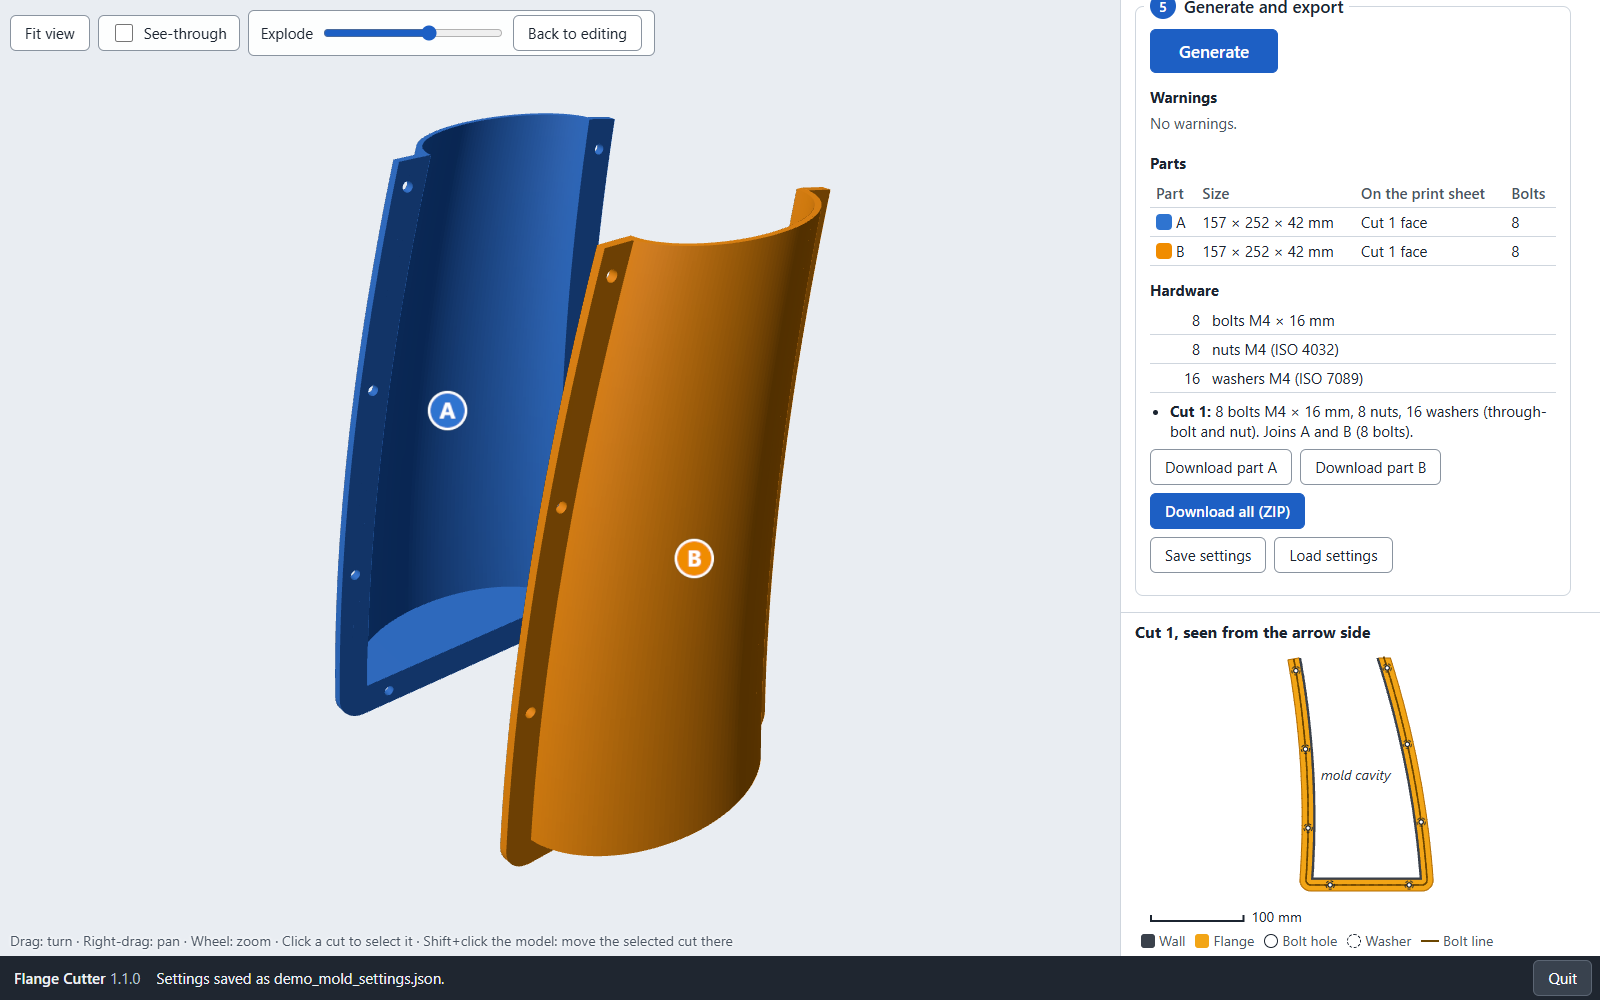 Fit view
See-through
Explode
Back to editing
A
B
Drag: turn · Right-drag: pan · Wheel: zoom · Click a cut to select it · Shift+click the model: move the selected cut there
5 Generate and export
Generate
Warnings
No warnings.
Parts
Part Size On the print sheet Bolts
A 157 × 252 × 42 mm Cut 1 face 8
B 157 × 252 × 42 mm Cut 1 face 8
Hardware
8 bolts M4 × 16 mm
8 nuts M4 (ISO 4032)
16 washers M4 (ISO 7089)
• Cut 1: 8 bolts M4 × 16 mm, 8 nuts, 16 washers (through-
bolt and nut). Joins A and B (8 bolts).
Download part A Download part B
Download all (ZIP)
Save settings Load settings
Cut 1, seen from the arrow side
mold cavity
100 mm
Wall Flange Bolt hole Washer Bolt line
Flange Cutter 1.1.0 Settings saved as demo_mold_settings.json.
Quit